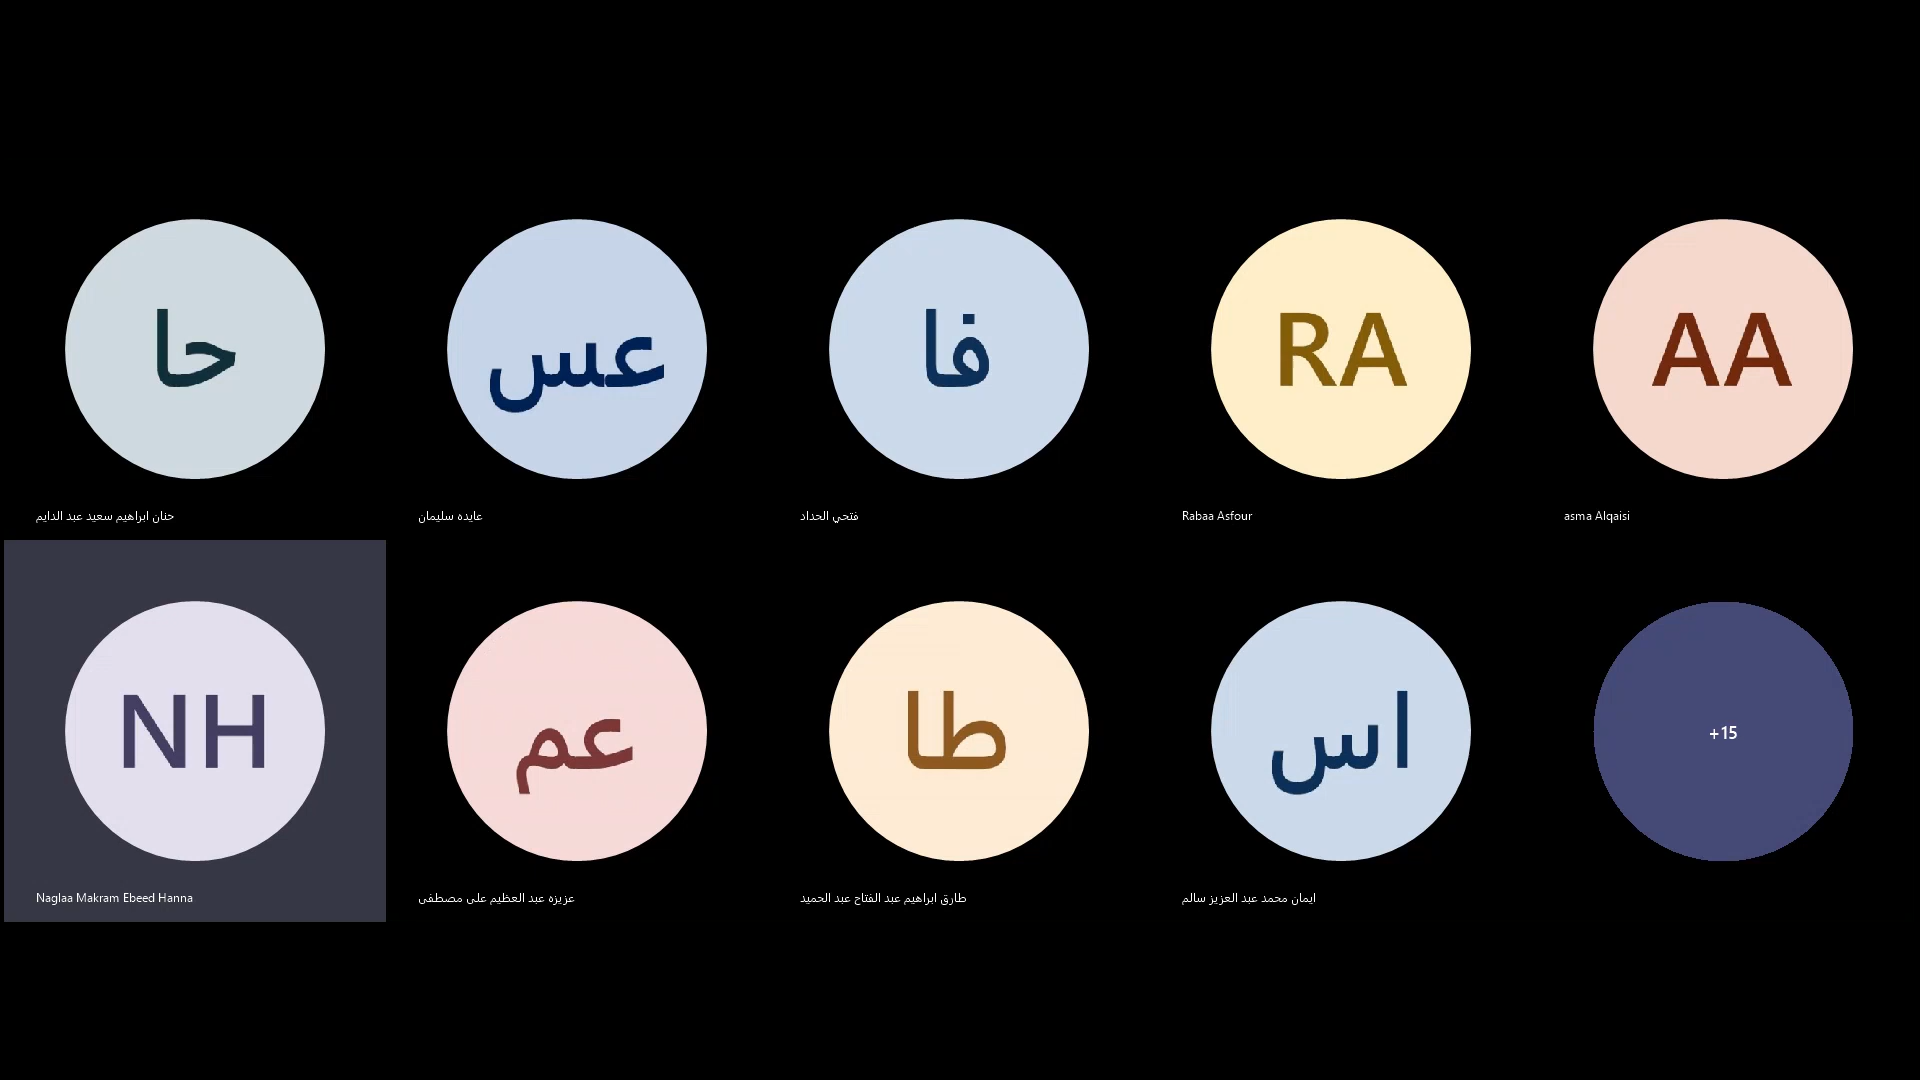 حا
عس
فا
RA
AA
حنان ابراهيم سعيد عبد الدايم
عايده سليمان
فتحي الحداد
Rabaa Asfour
asma Alqaisi
NH
عم
طا
اس
+15
Naglaa Makram Ebeed Hanna
عزيزه عبد العظيم على مصطفى
طارق ابراهيم عبد الفتاح عبد الحميد
ايمان محمد عبد العزيز سالم